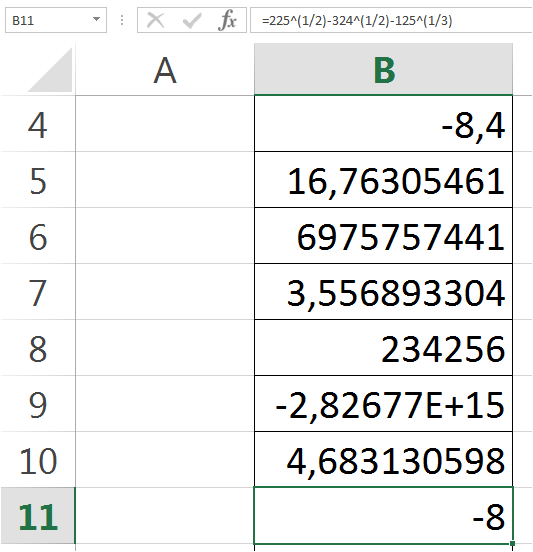 B11 fx =225^(1/2)-324^(1/2)-125^(1/3)
A B
4 -8,4
5 16,76305461
6 6975757441
7 3,556893304
8 234256
9 -2,82677E+15
10 4,683130598
11 -8